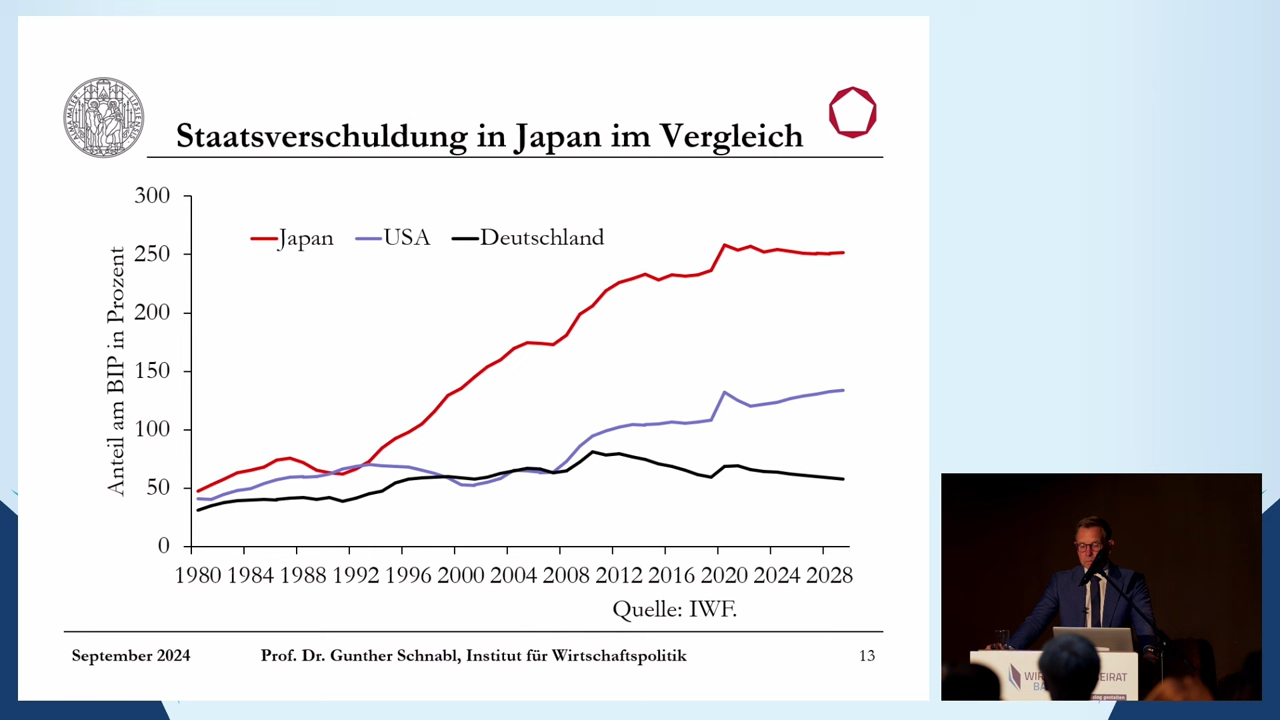 Staatsverschuldung in Japan im Vergleich
Anteil am BIP in Prozent
300
250
200
150
100
50
0
Japan USA Deutschland
1980 1984 1988 1992 1996 2000 2004 2008 2012 2016 2020 2024 2028
Quelle: IWF.
September 2024 Prof. Dr. Gunther Schnabl, Institut für Wirtschaftspolitik 13